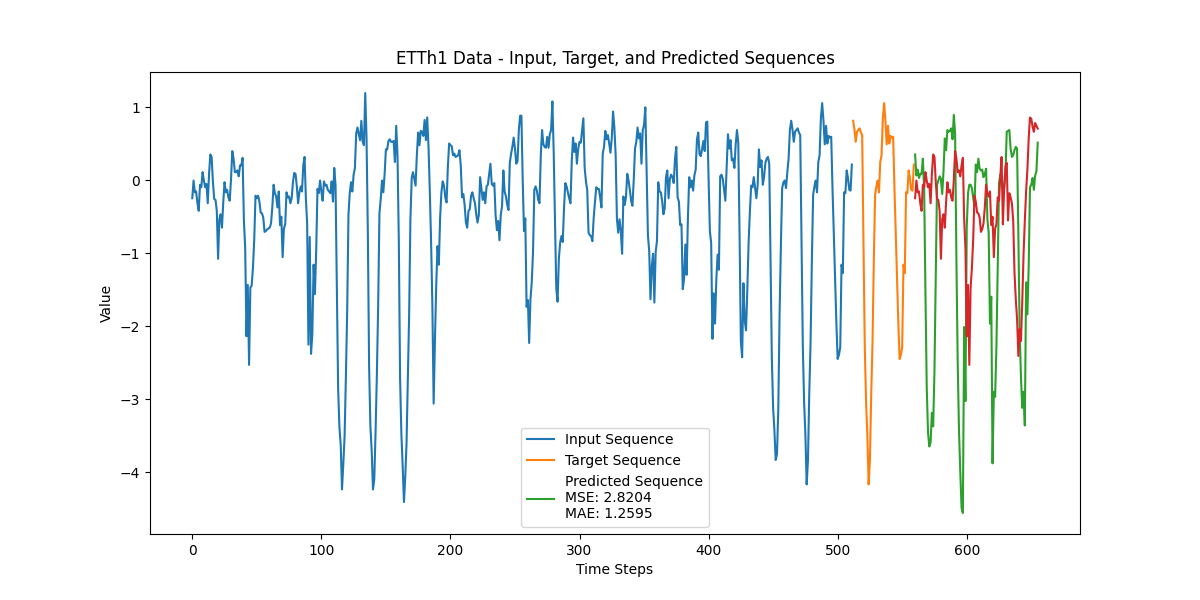 ETTh1 Data - Input, Target, and Predicted Sequences
1
0
−1
−2
−3
−4
Value
Input Sequence
Target Sequence
Predicted Sequence
MSE: 2.8204
MAE: 1.2595
0 100 200 300 400 500 600
Time Steps